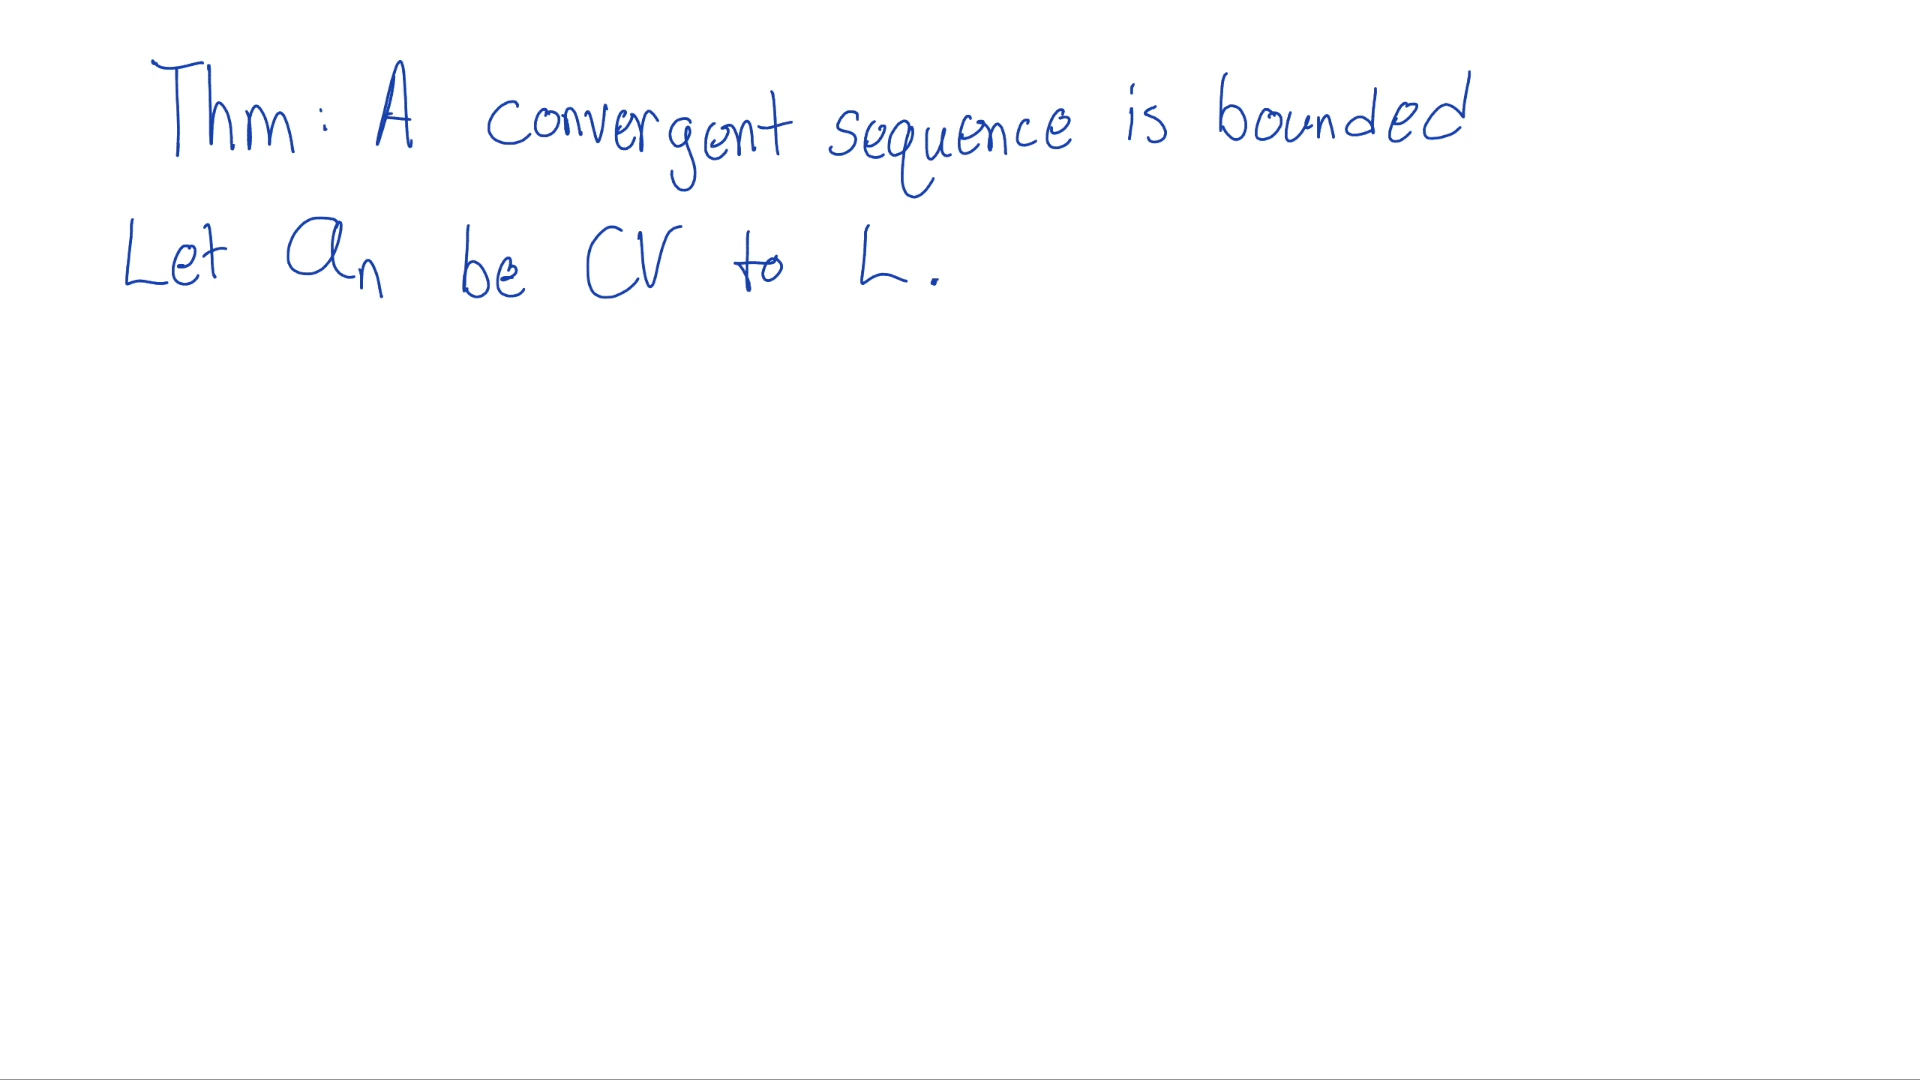 Thm: A convergent sequence is bounded
Let an be CV to L.